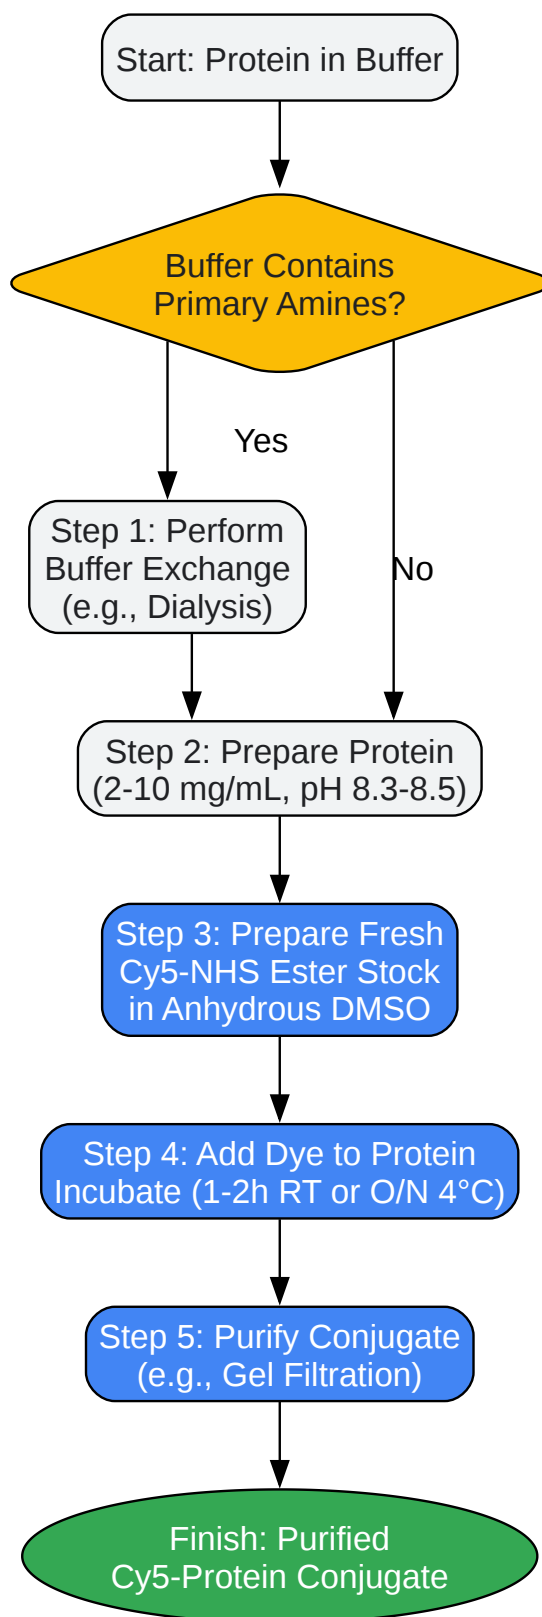 Start: Protein in Buffer
Buffer Contains
Primary Amines?
Yes
Step 1: Perform
Buffer Exchange
(e.g., Dialysis)
No
Step 2: Prepare Protein
(2-10 mg/mL, pH 8.3-8.5)
Step 3: Prepare Fresh
Cy5-NHS Ester Stock
in Anhydrous DMSO
Step 4: Add Dye to Protein
Incubate (1-2h RT or O/N 4°C)
Step 5: Purify Conjugate
(e.g., Gel Filtration)
Finish: Purified
Cy5-Protein Conjugate